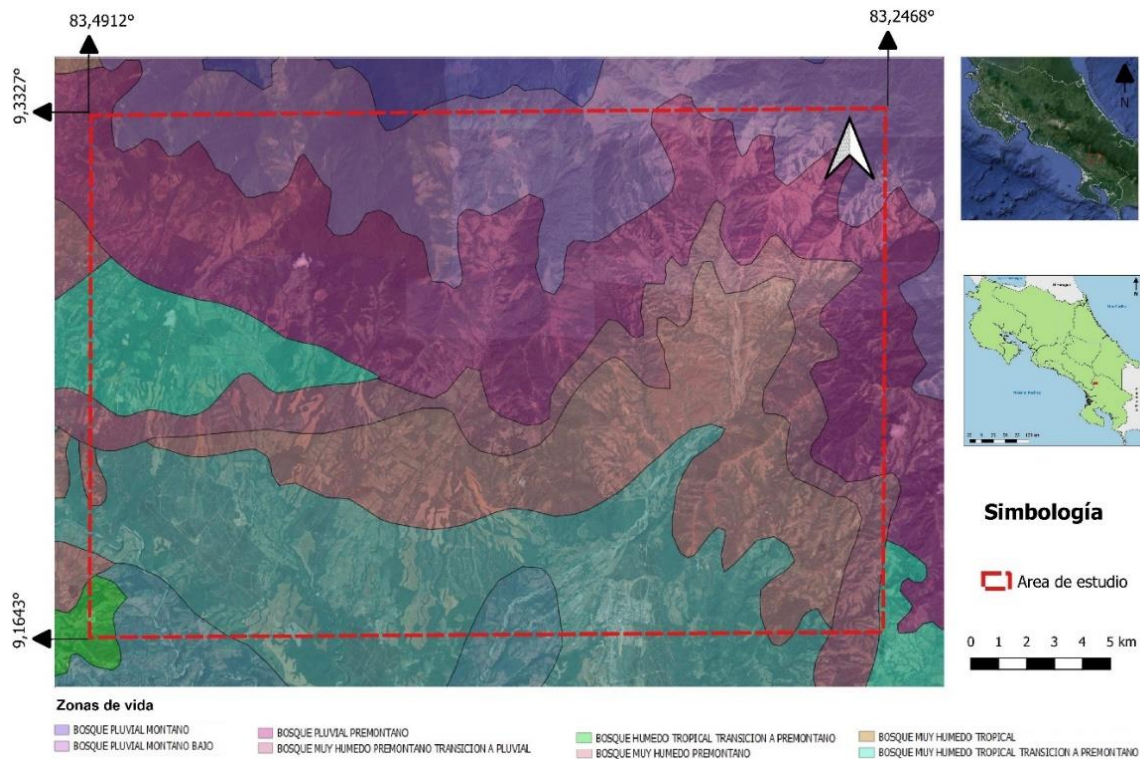 83,4912°
83,2468°
9,3327°
9,1643°
N
N
Simbología
Area de estudio
0 1 2 3 4 5 km
Zonas de vida
BOSQUE PLUVIAL MONTANO
BOSQUE PLUVIAL MONTANO BAJO
BOSQUE PLUVIAL PREMONTANO
BOSQUE MUY HUMEDO PREMONTANO TRANSICION A PLUVIAL
BOSQUE HUMEDO TROPICAL TRANSICION A PREMONTANO
BOSQUE MUY HUMEDO PREMONTANO
BOSQUE MUY HUMEDO TROPICAL
BOSQUE MUY HUMEDO TROPICAL TRANSICION A PREMONTANO